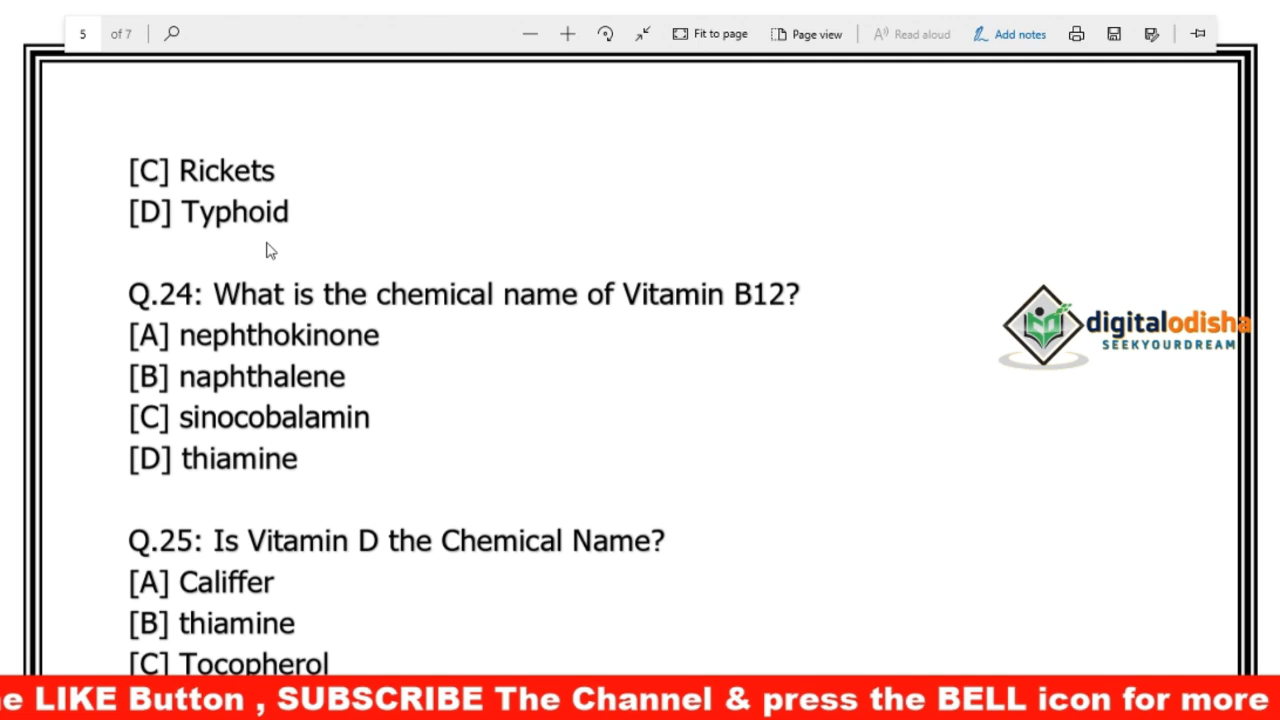 5 of 7 Fit to page Page view Read aloud Add notes
[C] Rickets
[D] Typhoid
Q.24: What is the chemical name of Vitamin B12?
[A] nephthokinone
[B] naphthalene
[C] sinocobalamin
[D] thiamine
digitalodisha
SEEKYOURDREAM
Q.25: Is Vitamin D the Chemical Name?
[A] Califfer
[B] thiamine
[C] Tocopherol
e LIKE Button , SUBSCRIBE The Channel & press the BELL icon for more